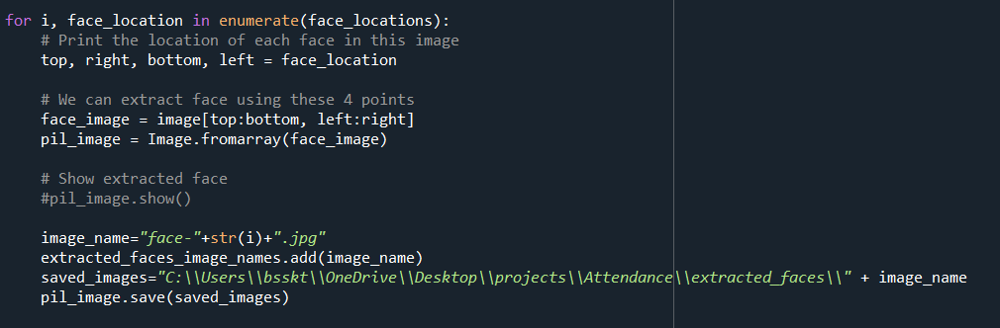 for i, face_location in enumerate(face_locations):
    # Print the location of each face in this image
    top, right, bottom, left = face_location

    # We can extract face using these 4 points
    face_image = image[top:bottom, left:right]
    pil_image = Image.fromarray(face_image)

    # Show extracted face
    #pil_image.show()

    image_name="face-"+str(i)+".jpg"
    extracted_faces_image_names.add(image_name)
    saved_images="C:\\Users\\bsskt\\OneDrive\\Desktop\\projects\\Attendance\\extracted_faces\\" + image_name
    pil_image.save(saved_images)